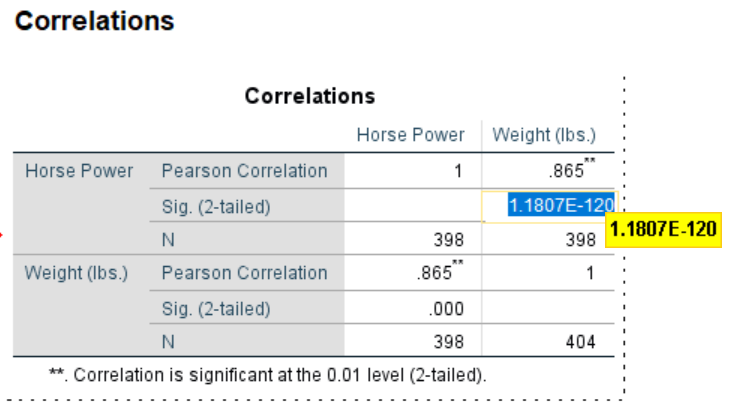 Correlations
Correlations
Horse Power Weight (lbs.)
Horse Power Pearson Correlation 1 .865**
Sig. (2-tailed) 1.1807E-120
1.1807E-120
N 398 398
Weight (lbs.) Pearson Correlation .865** 1
Sig. (2-tailed) .000
N 398 404
**. Correlation is significant at the 0.01 level (2-tailed).